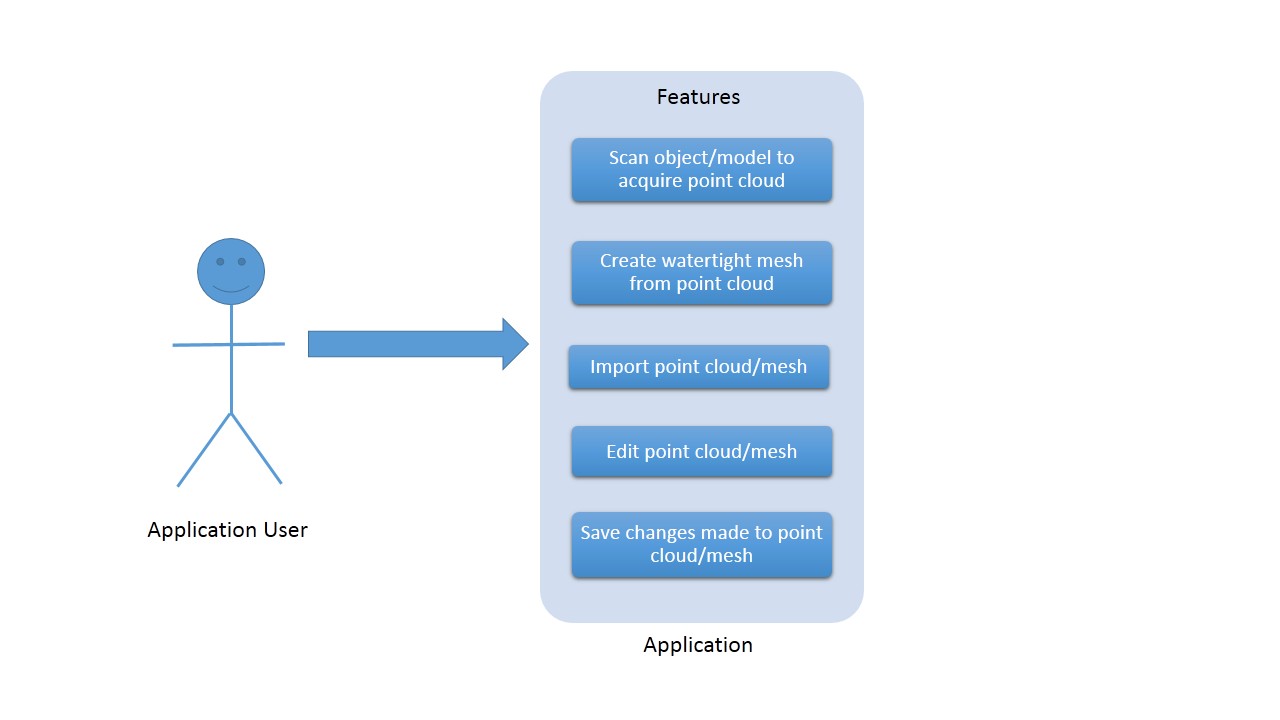 Features
Scan object/model to
acquire point cloud
Create watertight mesh
from point cloud
Import point cloud/mesh
Edit point cloud/mesh
Save changes made to point
cloud/mesh
Application User
Application